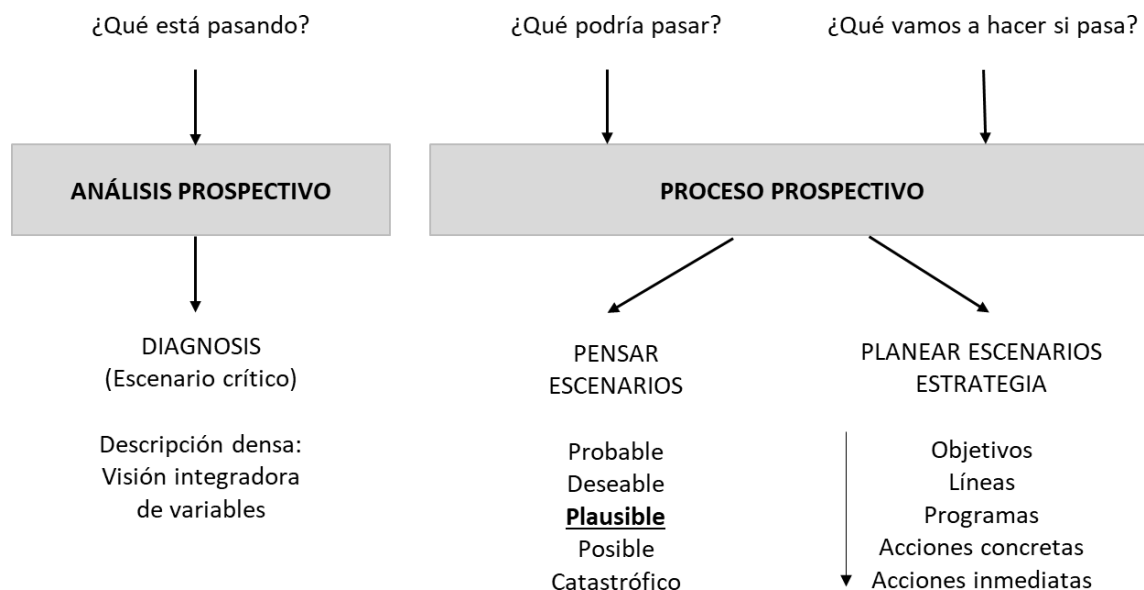 ¿Qué está pasando?
¿Qué podría pasar?
¿Qué vamos a hacer si pasa?
ANÁLISIS PROSPECTIVO
PROCESO PROSPECTIVO
DIAGNOSIS
(Escenario crítico)
Descripción densa:
Visión integradora
de variables
PENSAR
ESCENARIOS
Probable
Deseable
Plausible
Posible
Catastrófico
PLANEAR ESCENARIOS
ESTRATEGIA
Objetivos
Líneas
Programas
Acciones concretas
Acciones inmediatas